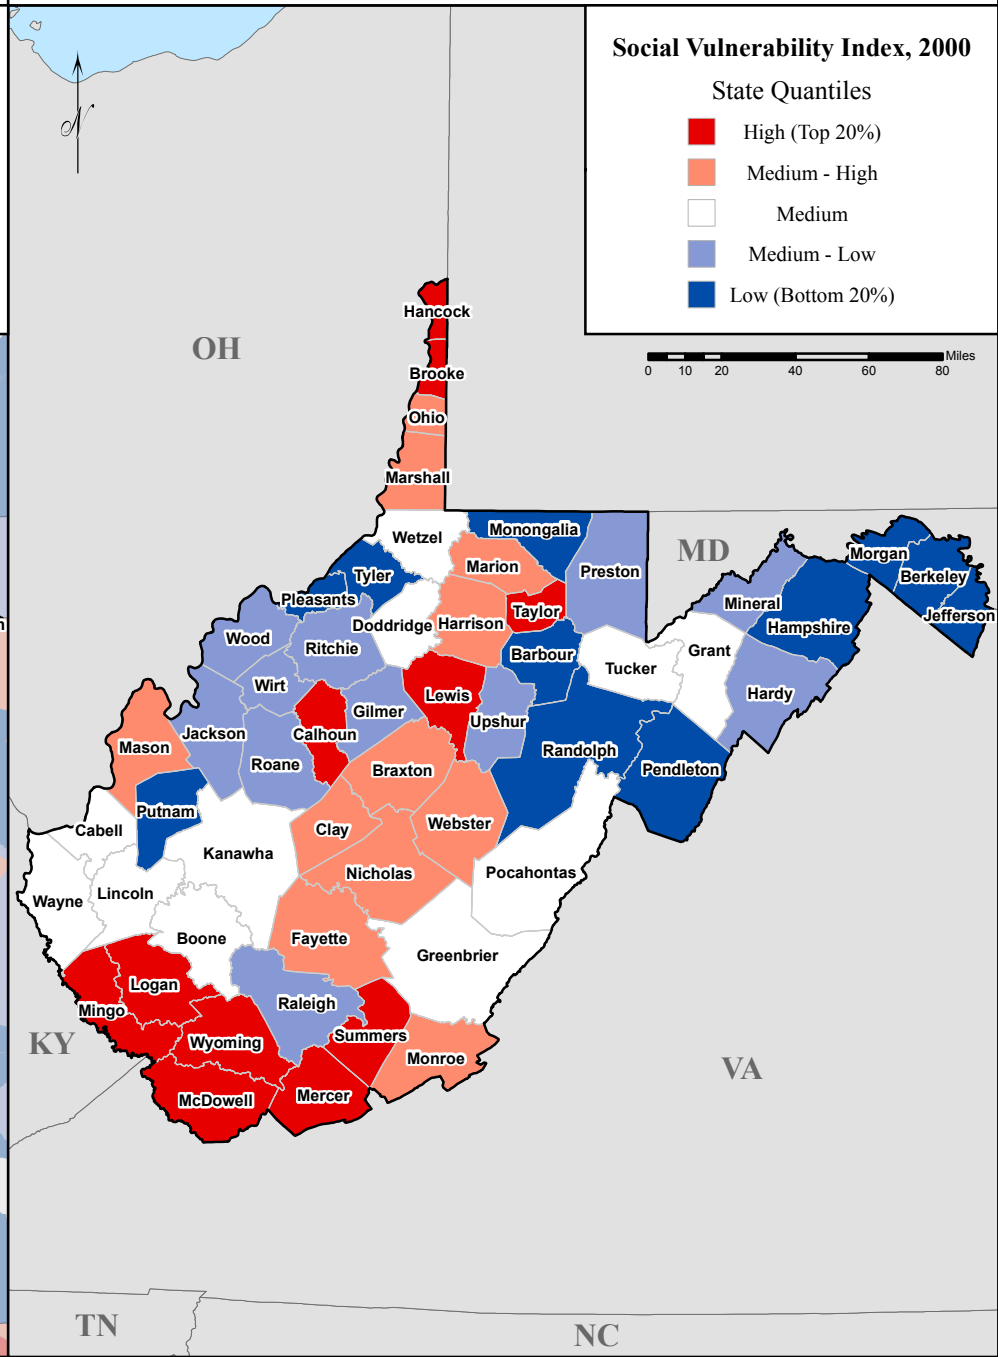 Social Vulnerability Index, 2000
State Quantiles
High (Top 20%)
Medium - High
Medium
Medium - Low
Low (Bottom 20%)
N
Miles
0 10 20 40 60 80
OH
Hancock
Brooke
Ohio
Marshall
Wetzel
Monongalia
MD
Morgan
Marion
Preston
Berkeley
Tyler
Pleasants
Mineral
Taylor
Jefferson
Doddridge
Harrison
Hampshire
Wood
Ritchie
Barbour
Grant
Tucker
Wirt
Lewis
Hardy
Gilmer
Upshur
Jackson
Calhoun
Mason
Randolph
Roane
Braxton
Pendleton
Putnam
Clay
Webster
Cabell
Kanawha
Nicholas
Pocahontas
Lincoln
Wayne
Boone
Fayette
Greenbrier
Logan
Raleigh
Mingo
Summers
KY
Wyoming
Monroe
VA
Mercer
McDowell
TN
NC